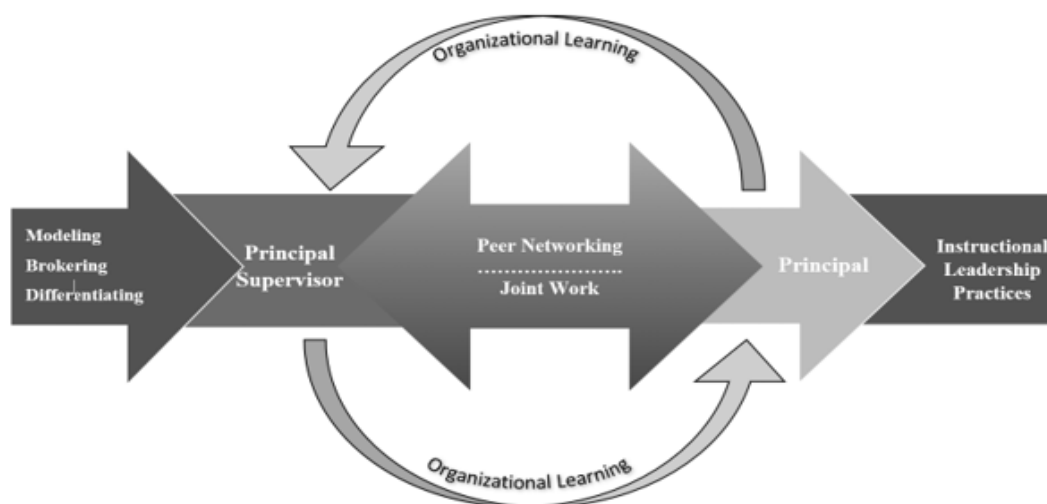 Organizational Learning
Modeling
Brokering
Differentiating
Principal
Supervisor
Peer Networking
Joint Work
Principal
Instructional
Leadership
Practices
Organizational Learning